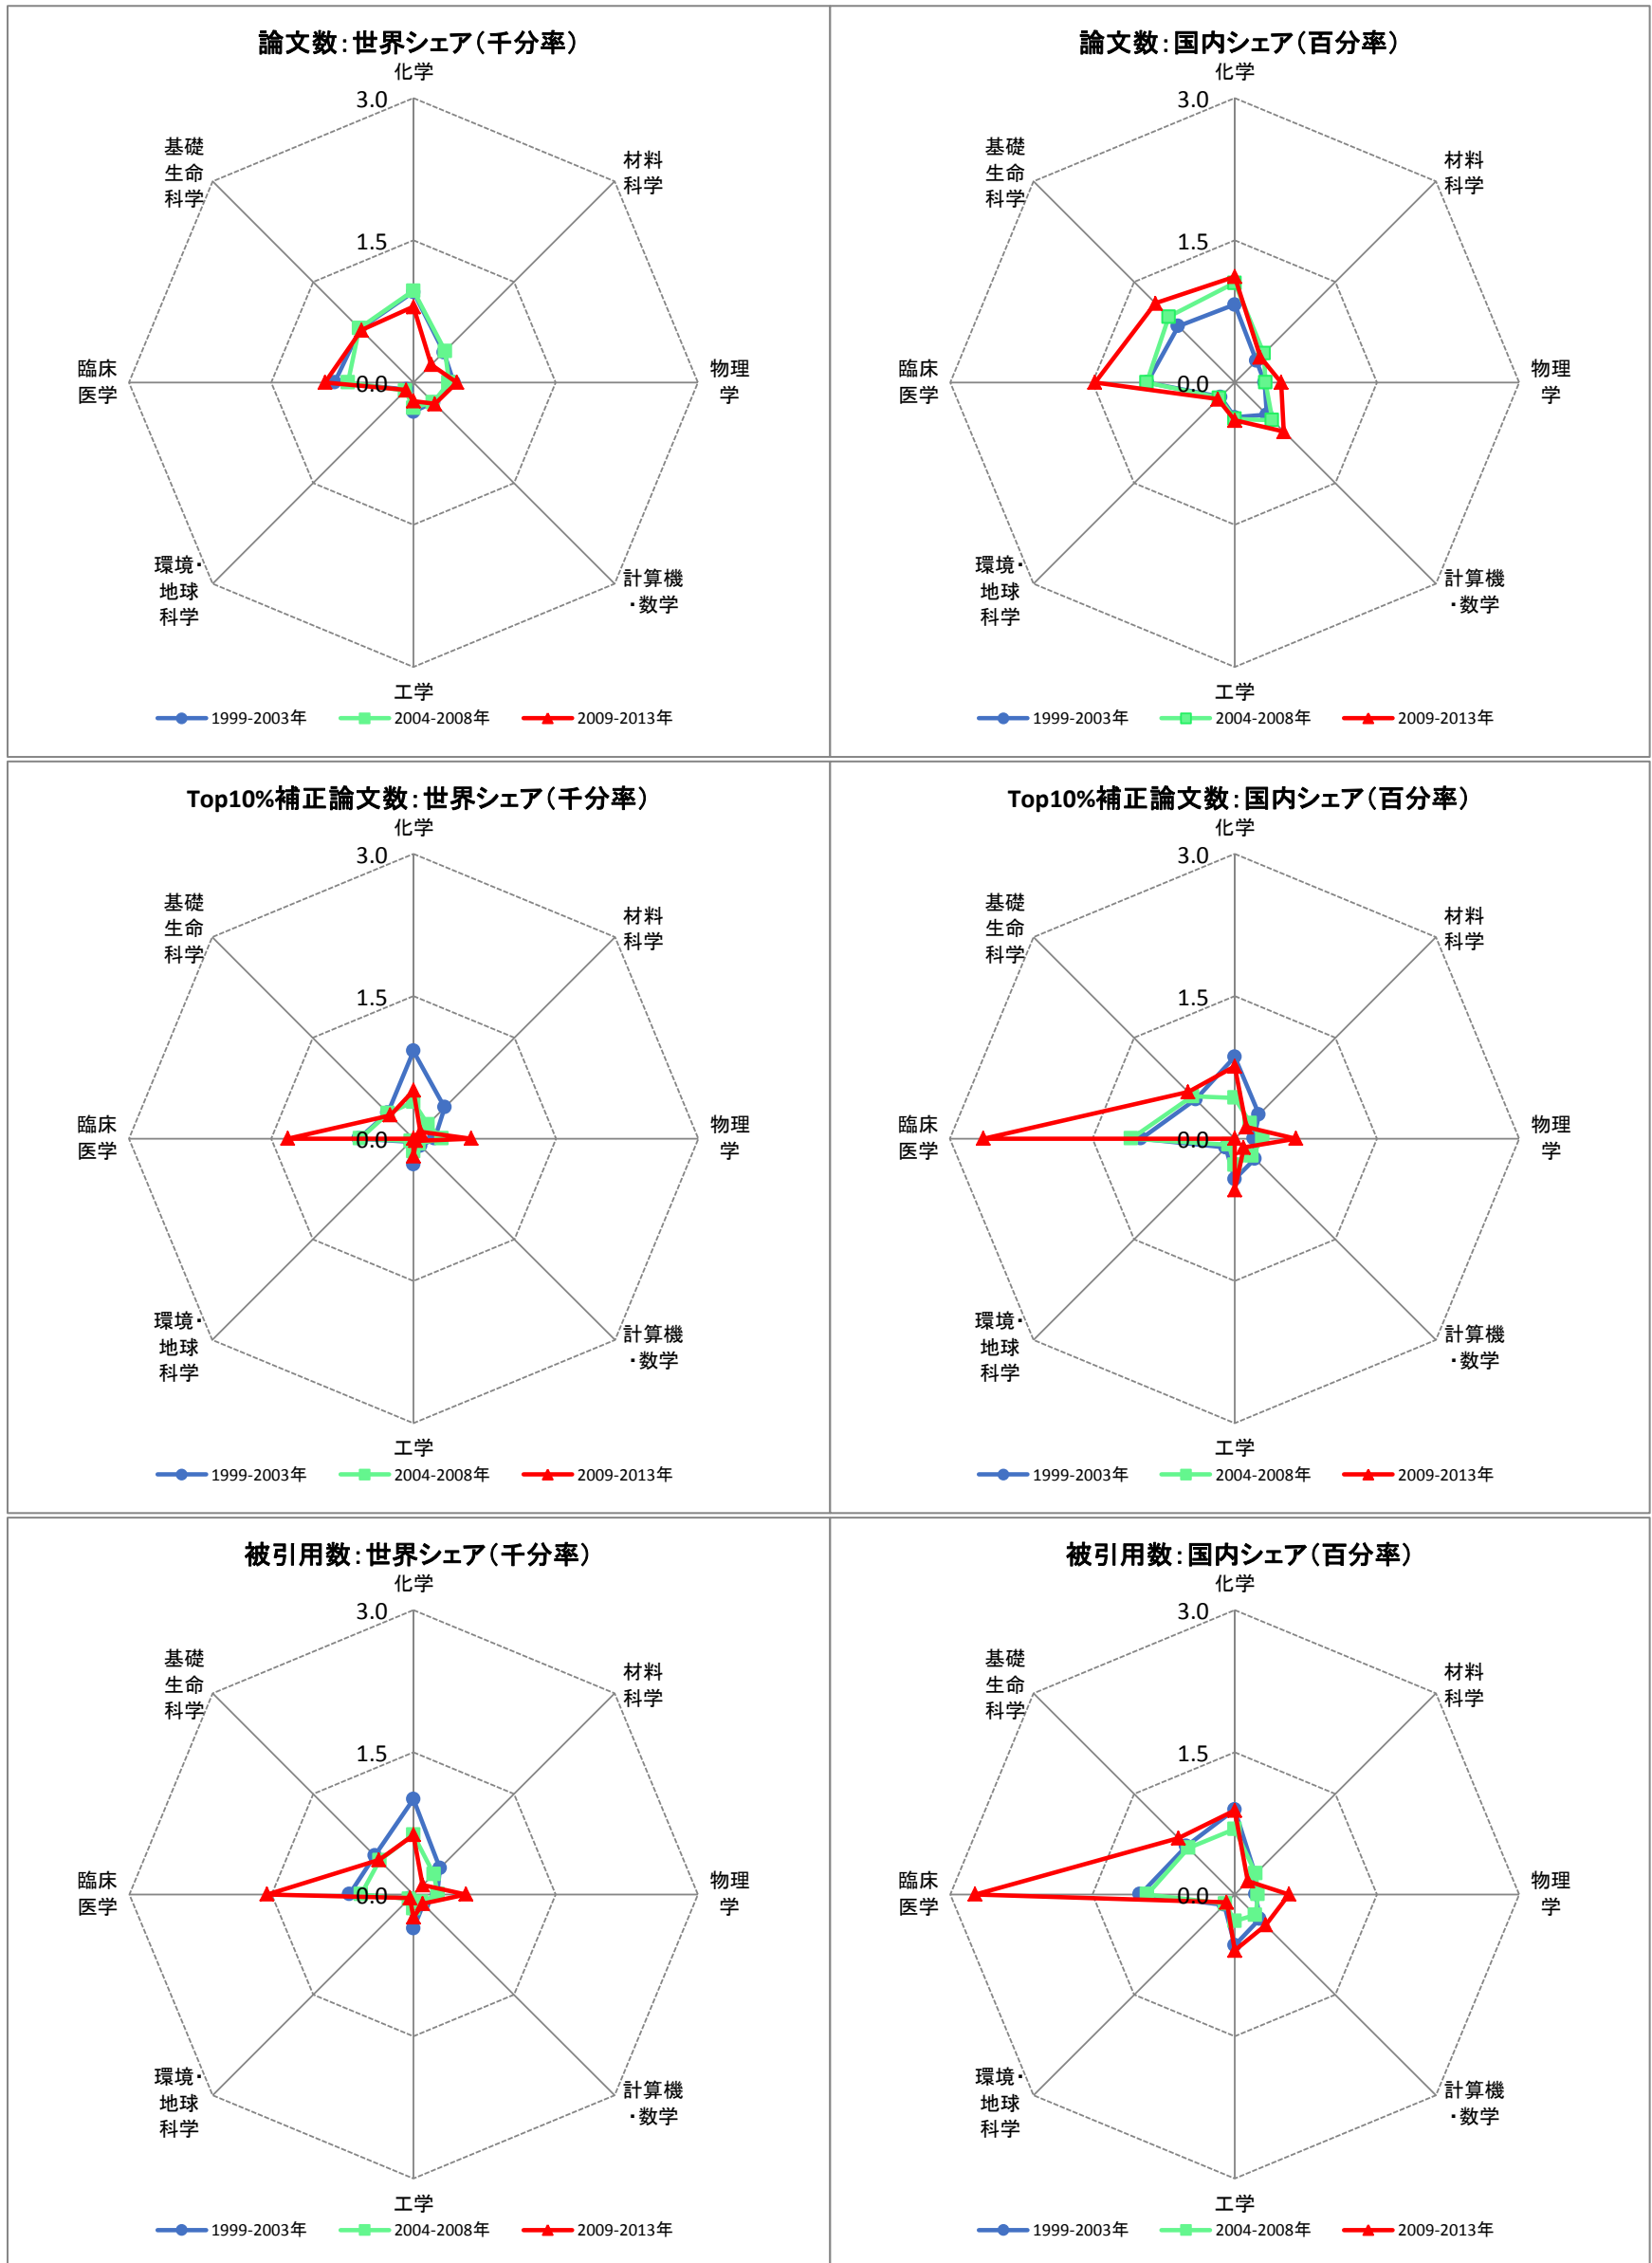 論文数：世界シェア（千分率）
化学
3.0
基礎
生命
科学
材料
科学
1.5
臨床
医学
0.0
物理
学
環境・
地球
科学
計算機
・数学
工学
1999-2003年 2004-2008年 2009-2013年
論文数：国内シェア（百分率）
化学
3.0
基礎
生命
科学
材料
科学
1.5
臨床
医学
0.0
物理
学
環境・
地球
科学
計算機
・数学
工学
1999-2003年 2004-2008年 2009-2013年
Top10%補正論文数：世界シェア（千分率）
化学
3.0
基礎
生命
科学
材料
科学
1.5
臨床
医学
0.0
物理
学
環境・
地球
科学
計算機
・数学
工学
1999-2003年 2004-2008年 2009-2013年
Top10%補正論文数：国内シェア（百分率）
化学
3.0
基礎
生命
科学
材料
科学
1.5
臨床
医学
0.0
物理
学
環境・
地球
科学
計算機
・数学
工学
1999-2003年 2004-2008年 2009-2013年
被引用数：世界シェア（千分率）
化学
3.0
基礎
生命
科学
材料
科学
1.5
臨床
医学
0.0
物理
学
環境・
地球
科学
計算機
・数学
工学
1999-2003年 2004-2008年 2009-2013年
被引用数：国内シェア（百分率）
化学
3.0
基礎
生命
科学
材料
科学
1.5
臨床
医学
0.0
物理
学
環境・
地球
科学
計算機
・数学
工学
1999-2003年 2004-2008年 2009-2013年